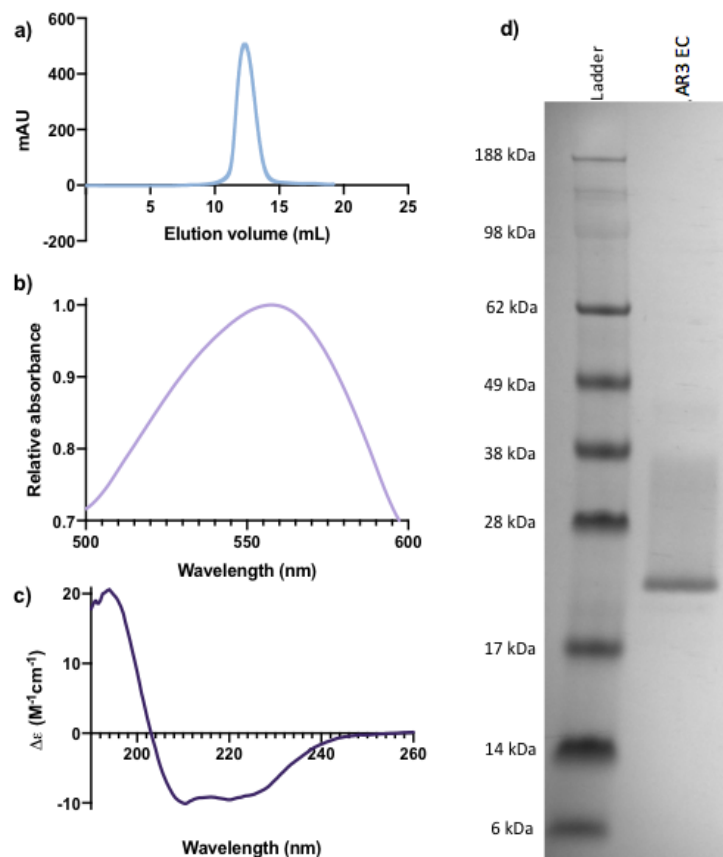 a)
600
400
200
0
-200
mAU
5
10
15
20
25
Elution volume (mL)
b)
1.0
0.9
0.8
0.7
Relative absorbance
500
550
600
Wavelength (nm)
c)
20
10
0
-10
Δε (M⁻¹cm⁻¹)
200
220
240
260
Wavelength (nm)
d)
Ladder
AR3 EC
188 kDa
98 kDa
62 kDa
49 kDa
38 kDa
28 kDa
17 kDa
14 kDa
6 kDa